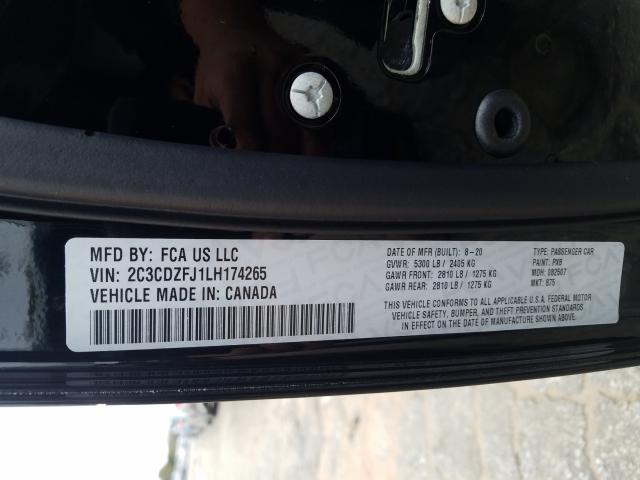 MFD BY: FCA US LLC
VIN: 2C3CDZFJ1LH174265
VEHICLE MADE IN: CANADA
DATE OF MFR (BUILT): 8-20
GVWR: 5300 LB / 2405 KG
GAWR FRONT: 2810 LB / 1275 KG
GAWR REAR: 2810 LB / 1275 KG
TYPE: PASSENGER CAR
PAINT: PX8
MDH: 082507
MKT: 875
THIS VEHICLE CONFORMS TO ALL APPLICABLE U.S.A. FEDERAL MOTOR
VEHICLE SAFETY, BUMPER, AND THEFT PREVENTION STANDARDS
IN EFFECT ON THE DATE OF MANUFACTURE SHOWN ABOVE.